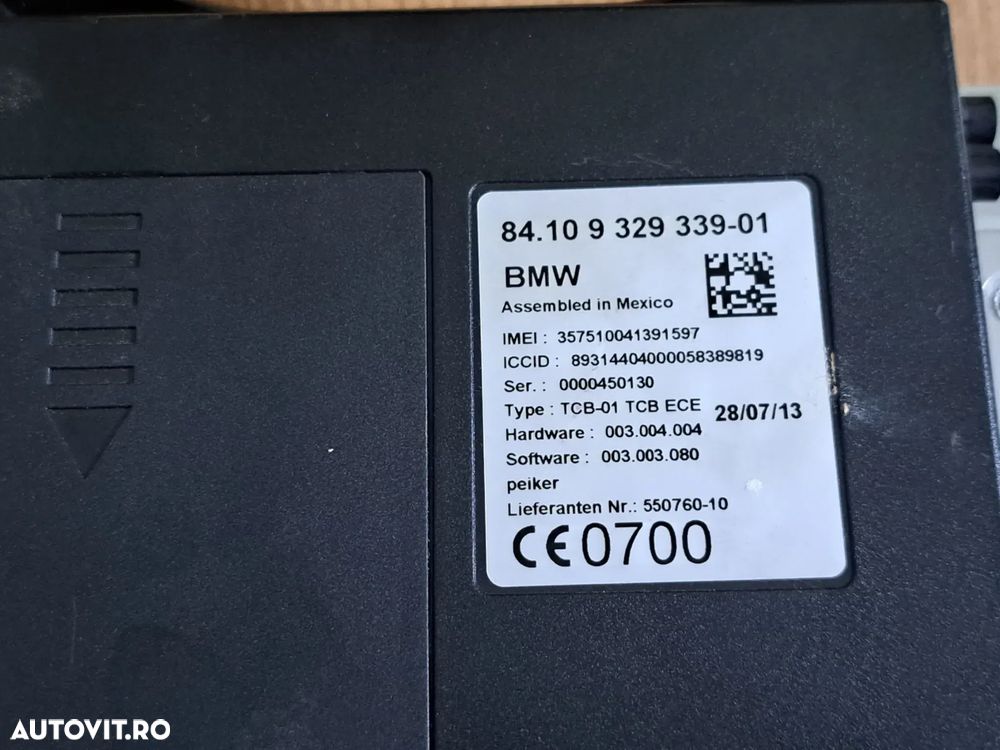 84.10 9 329 339-01
BMW
Assembled in Mexico
IMEI : 357510041391597
ICCID : 89314404000058389819
Ser. : 0000450130
Type : TCB-01 TCB ECE 28/07/13
Hardware : 003.004.004
Software : 003.003.080
peiker
Lieferanten Nr.: 550760-10
CE 0700
AUTOVIT.RO